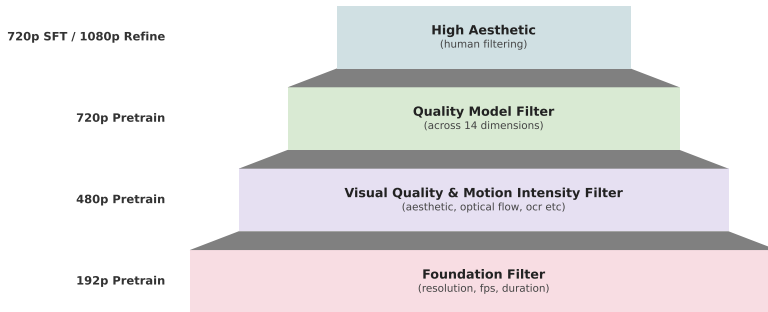 720p SFT / 1080p Refine
High Aesthetic
(human filtering)
720p Pretrain
Quality Model Filter
(across 14 dimensions)
480p Pretrain
Visual Quality & Motion Intensity Filter
(aesthetic, optical flow, ocr etc)
192p Pretrain
Foundation Filter
(resolution, fps, duration)